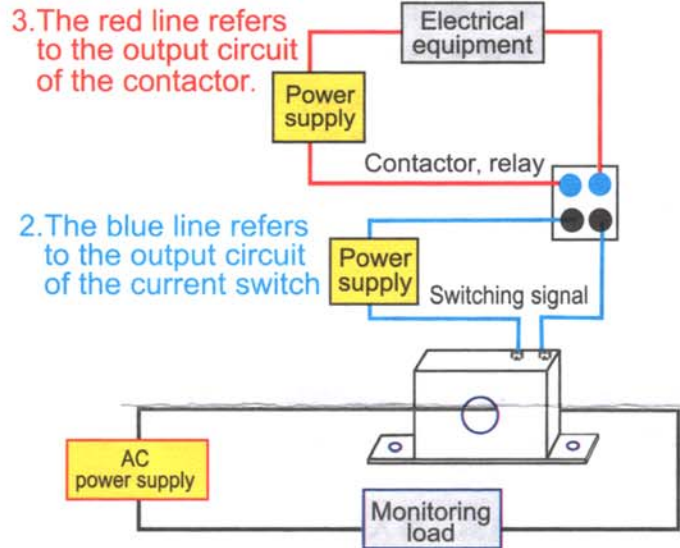 3.The red line refers
to the output circuit
of the contactor.
Electrical
equipment
Power
supply
Contactor, relay
2.The blue line refers
to the output circuit
of the current switch
Power
supply
Switching signal
AC
power supply
Monitoring
load